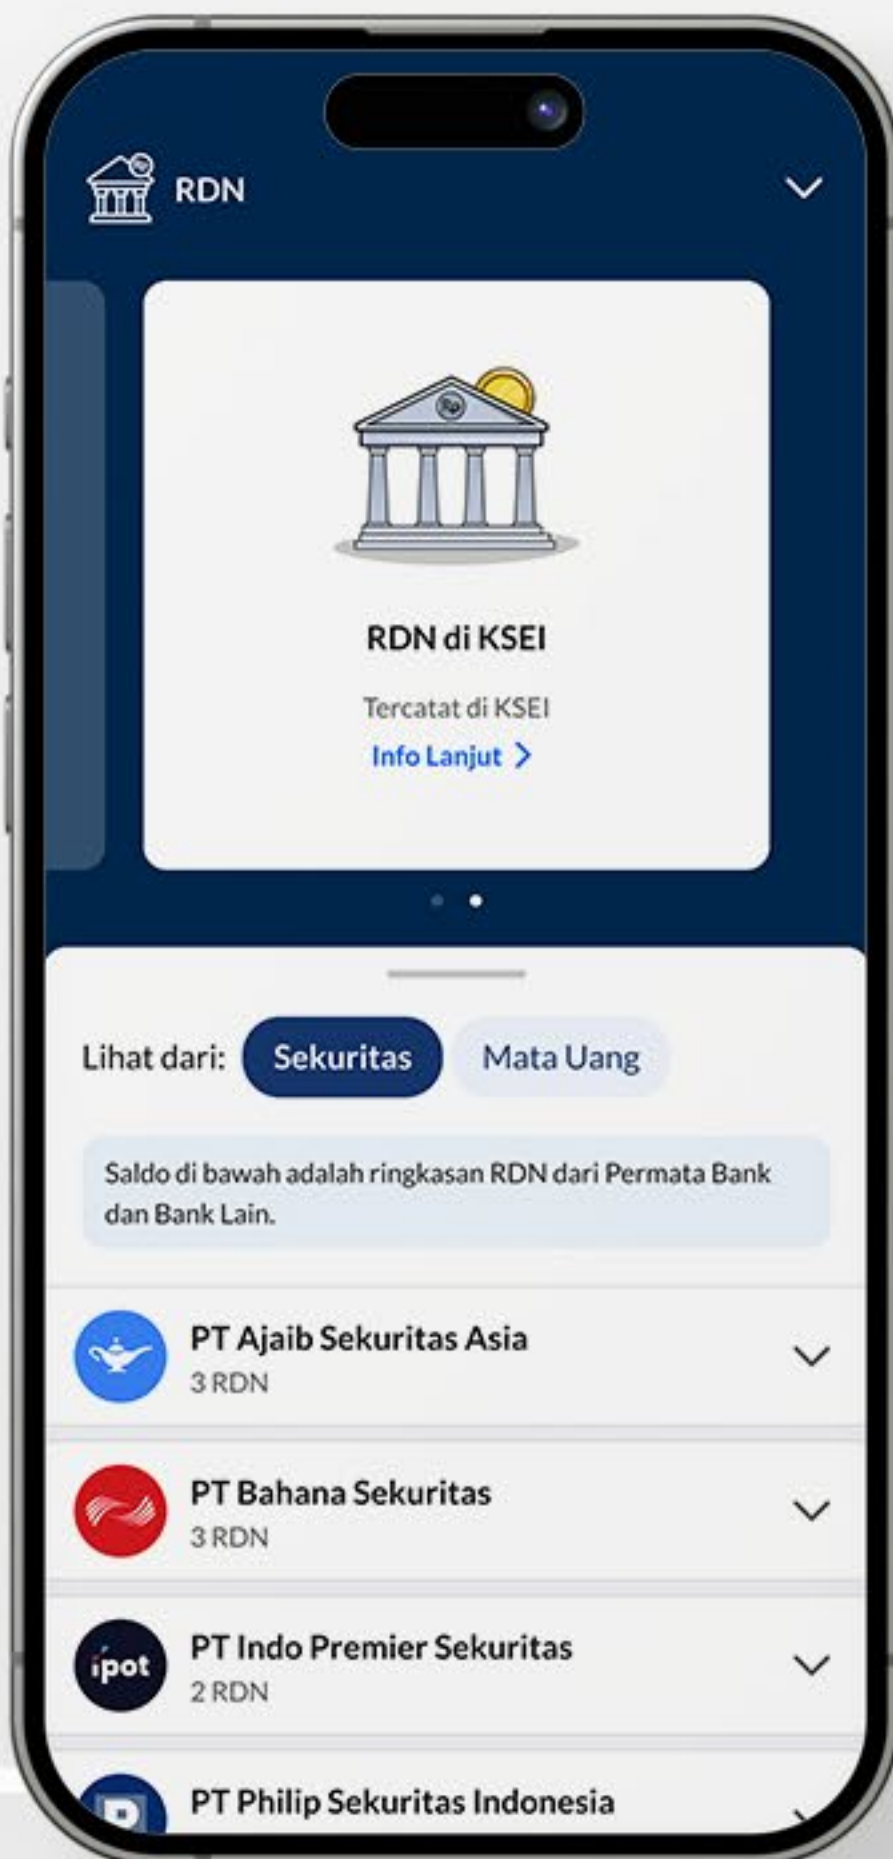 RDN
RDN di KSEI
Tercatat di KSEI
Info Lanjut
Lihat dari: Sekuritas Mata Uang
Saldo di bawah adalah ringkasan RDN dari Permata Bank
dan Bank Lain.
PT Ajaib Sekuritas Asia
3 RDN
PT Bahana Sekuritas
3 RDN
ipot
PT Indo Premier Sekuritas
2 RDN
PT Philip Sekuritas Indonesia